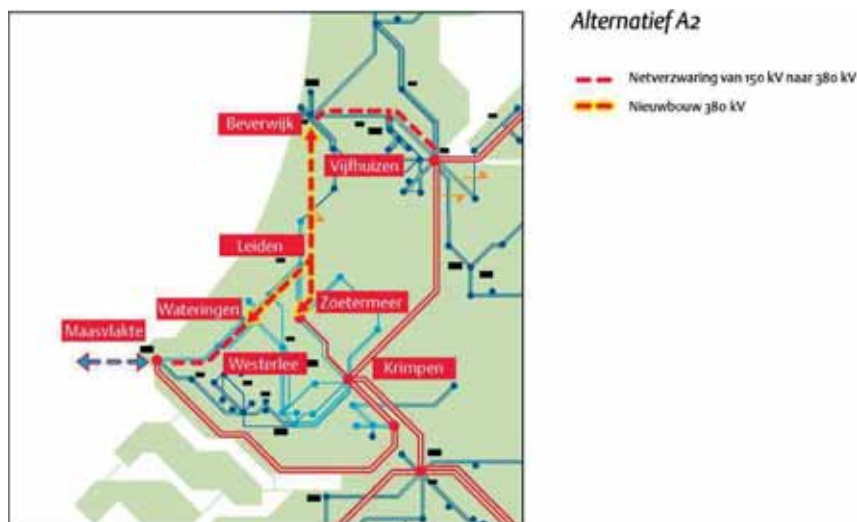 Alternatief A2
Netverzwaring van 150 kV naar 380 kV
Nieuwbouw 380 kV
Beverwijk
Vijfhuizen
Leiden
Wateringen
Zoetermeer
Maasvlakte
Westerlee
Krimpen